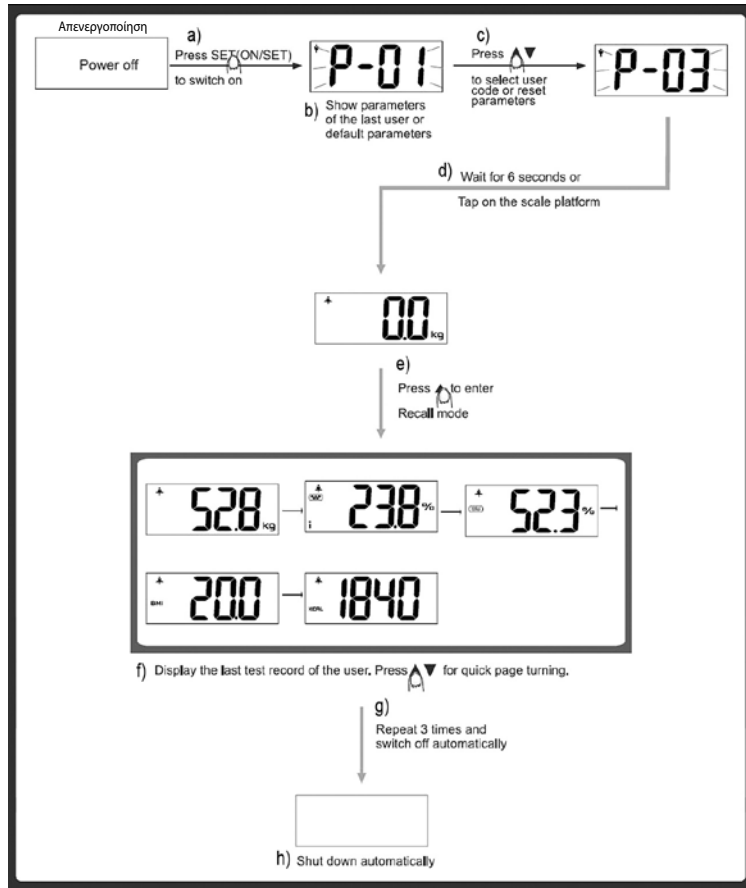 Απενεργοποίηση
Power off
a)
Press SET(ON/SET)
to switch on
P-01
b) Show parameters
of the last user or
default parameters
c)
Press
to select user
code or reset
parameters
P-03
d) Wait for 6 seconds or
Tap on the scale platform
0.0 kg
e)
Press to enter
Recall mode
52.8 kg
23.8 %
52.3 %
BMI 20.0
KCAL 1840
f) Display the last test record of the user. Press for quick page turning.
g)
Repeat 3 times and
switch off automatically
h) Shut down automatically